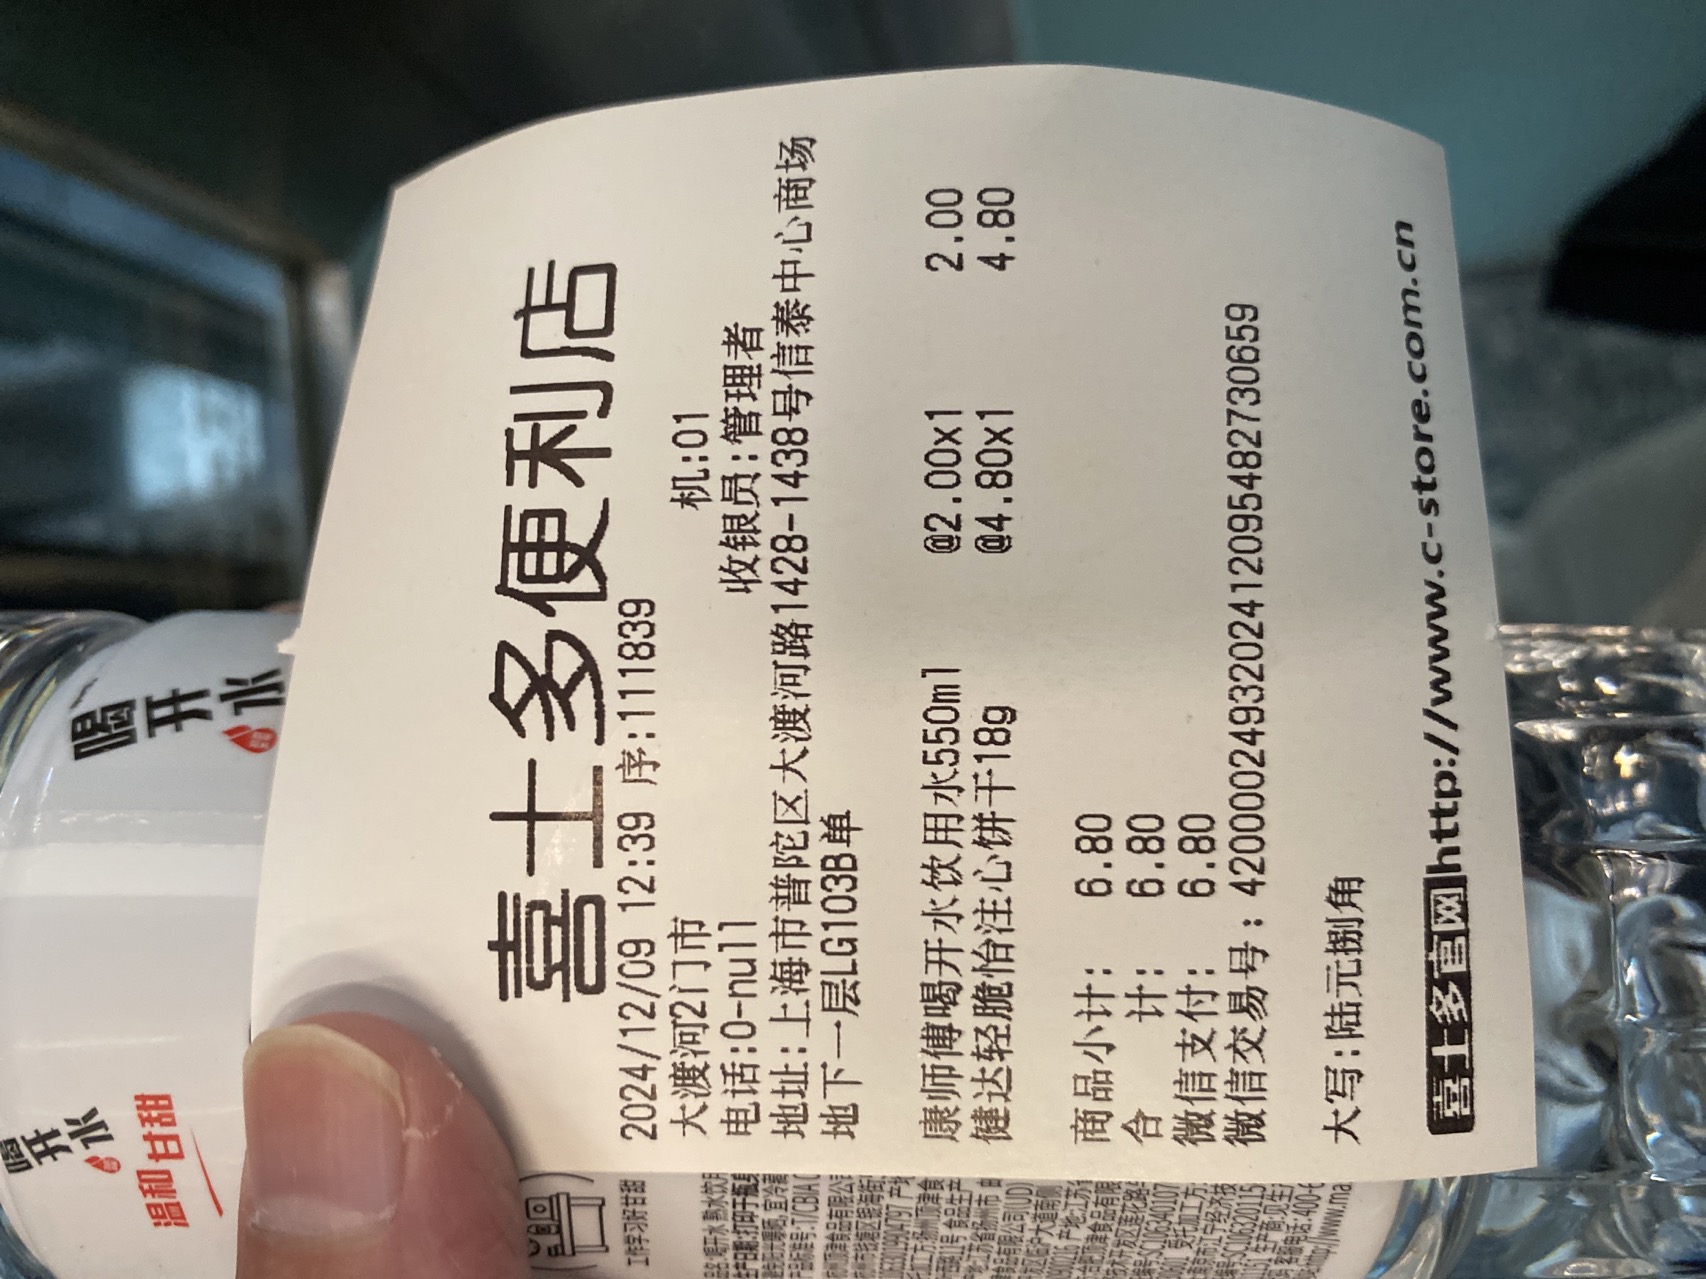 喜士多便利店
2024/12/09 12:39 序:111839
大渡河2门市 机:01
电话:0-null 收银员:管理者
地址:上海市普陀区大渡河路1428-1438号信泰中心商场
地下一层LG103B单
康师傅喝开水饮用水550ml @2.00x1 2.00
健达轻脆怡注心饼干18g @4.80x1 4.80
商品小计: 6.80
合 计: 6.80
微信支付: 6.80
微信交易号: 4200002493202412095482730659
大写:陆元捌角
喜士多官网http://www.c-store.com.cn
喝开水
喝开水
温和甘甜
工作学习好甘甜